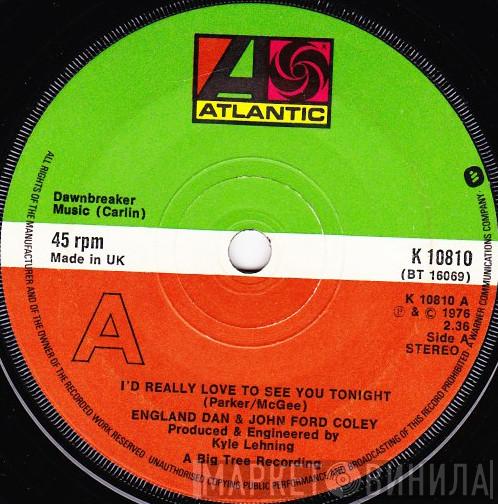 ATLANTIC
Dawnbreaker
Music (Carlin)
45 rpm
Made in UK
K 10810
(BT 16069)
K 10810 A
℗ & © 1976
2.36
Side A
STEREO
A
I'D REALLY LOVE TO SEE YOU TONIGHT
(Parker/McGee)
ENGLAND DAN & JOHN FORD COLEY
Produced & Engineered by
Kyle Lehning
A Big Tree Recording
ALL RIGHTS OF THE MANUFACTURER AND OF THE OWNER OF THE RECORDED WORK RESERVED UNAUTHORISED COPYING PUBLIC PERFORMANCE AND BROADCASTING OF THIS RECORD PROHIBITED · A WARNER COMMUNICATIONS COMPANY ·
МАРКЕТ ВИНИЛА